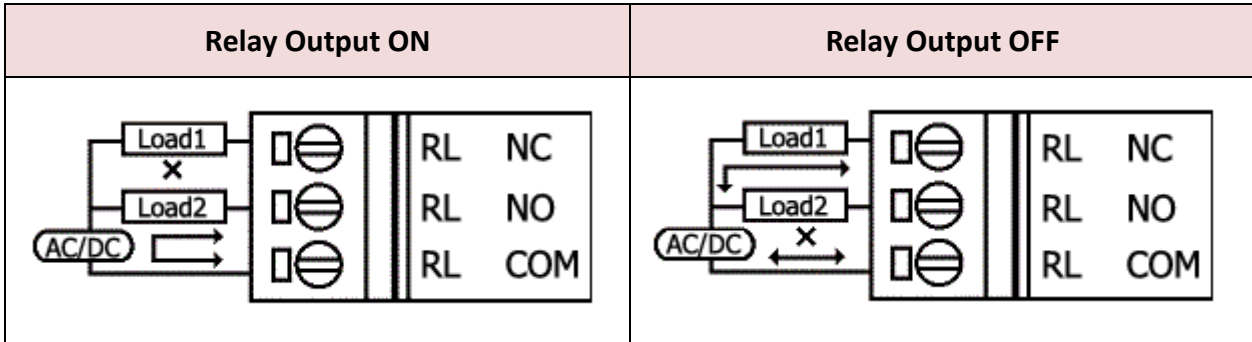 Relay Output ON
Relay Output OFF
Load1
RL NC
Load2
RL NO
AC/DC
RL COM
Load1
RL NC
Load2
RL NO
AC/DC
RL COM